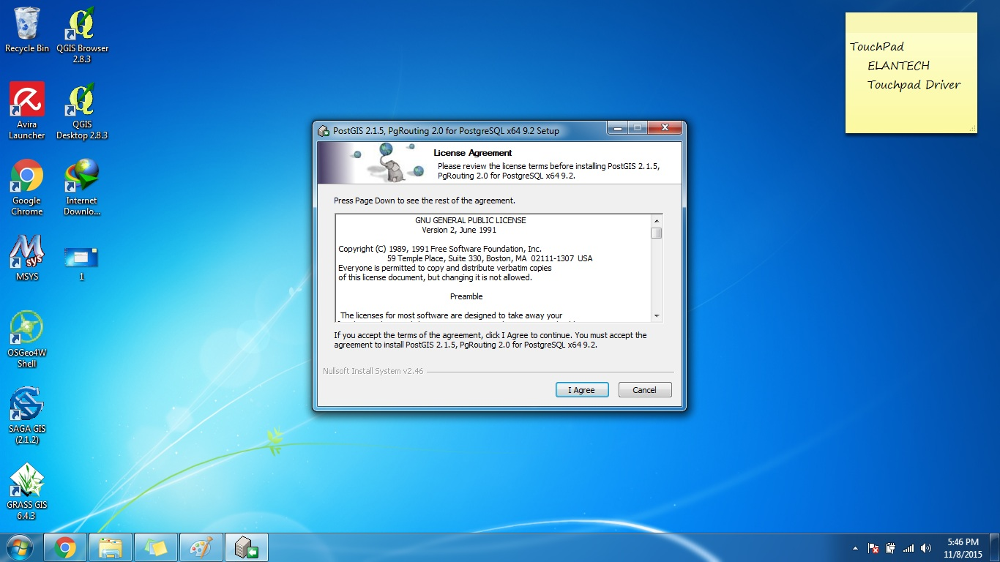 Recycle Bin
QGIS Browser
2.8.3
Avira
Launcher
QGIS
Desktop 2.8.3
Google
Chrome
Internet
Downlo...
MSYS
1
OSGeo4W
Shell
SAGA GIS
(2.1.2)
GRASS GIS
6.4.3
TouchPad
ELANTECH
Touchpad Driver
PostGIS 2.1.5, PgRouting 2.0 for PostgreSQL x64 9.2 Setup
License Agreement
Please review the license terms before installing PostGIS 2.1.5,
PgRouting 2.0 for PostgreSQL x64 9.2.
Press Page Down to see the rest of the agreement.
GNU GENERAL PUBLIC LICENSE
Version 2, June 1991
Copyright (C) 1989, 1991 Free Software Foundation, Inc.
59 Temple Place, Suite 330, Boston, MA 02111-1307 USA
Everyone is permitted to copy and distribute verbatim copies
of this license document, but changing it is not allowed.
Preamble
The licenses for most software are designed to take away your
If you accept the terms of the agreement, click I Agree to continue. You must accept the
agreement to install PostGIS 2.1.5, PgRouting 2.0 for PostgreSQL x64 9.2.
Nullsoft Install System v2.46
I Agree
Cancel
5:46 PM
11/8/2015